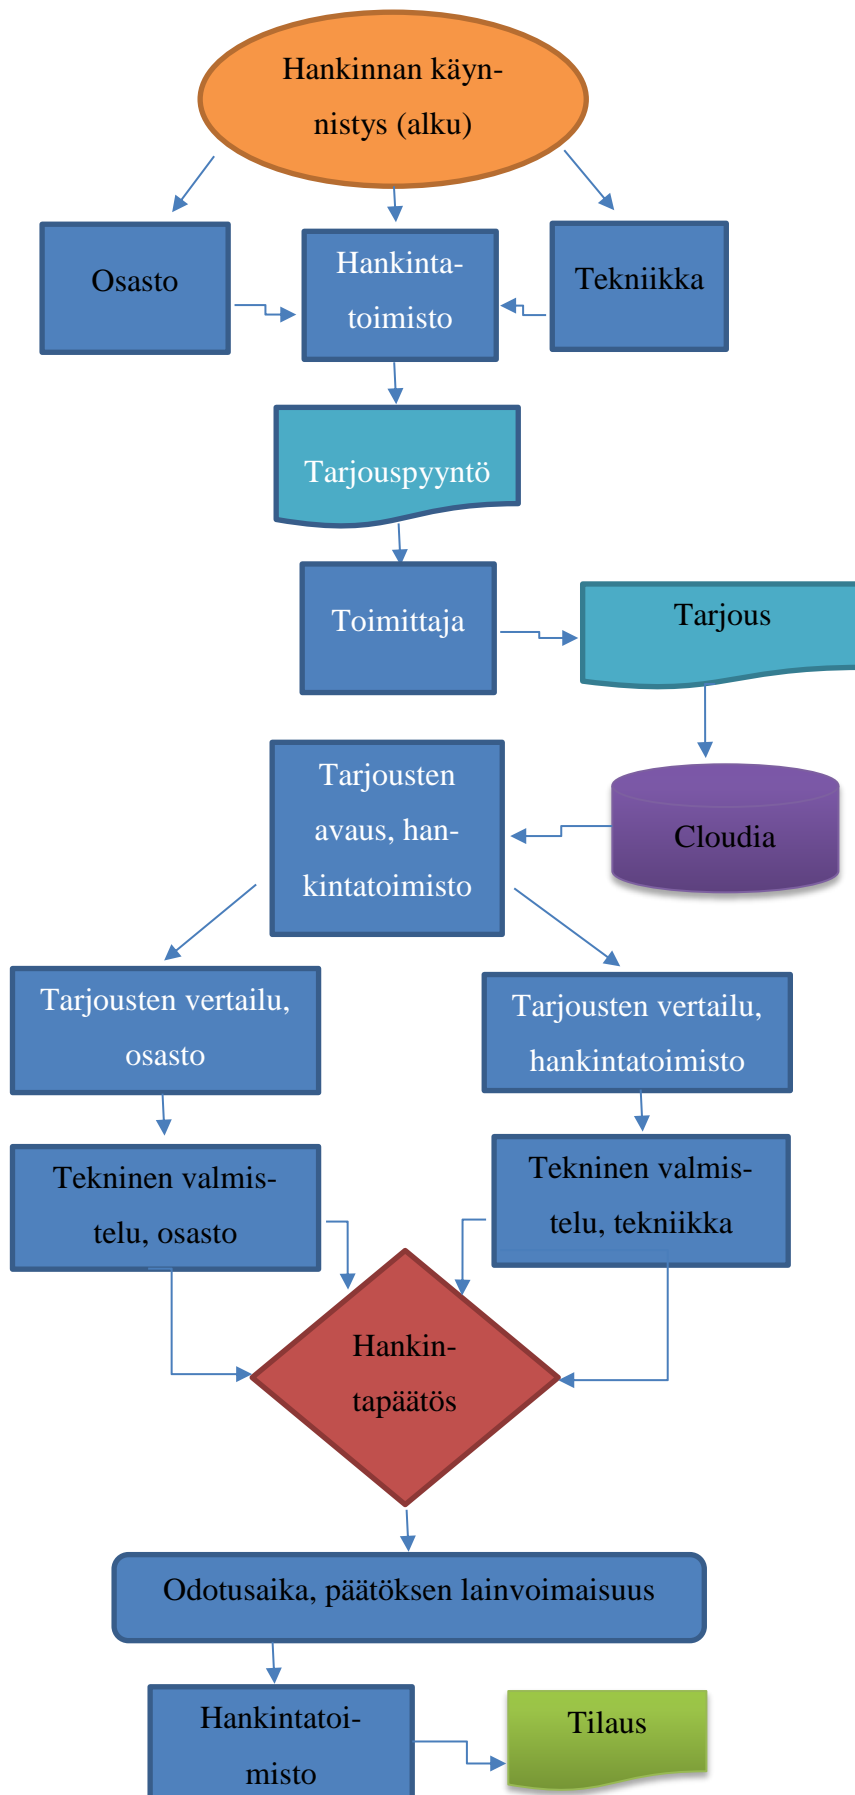 Hankinnan käyn-
nistys (alku)
Osasto
Hankinta-
toimisto
Tekniikka
Tarjouspyyntö
Toimittaja
Tarjous
Tarjousten
avaus, han-
kintatoimisto
Cloudia
Tarjousten vertailu,
osasto
Tarjousten vertailu,
hankintatoimisto
Tekninen valmis-
telu, osasto
Tekninen valmis-
telu, tekniikka
Hankin-
tapäätös
Odotusaika, päätöksen lainvoimaisuus
Hankintatoi-
misto
Tilaus